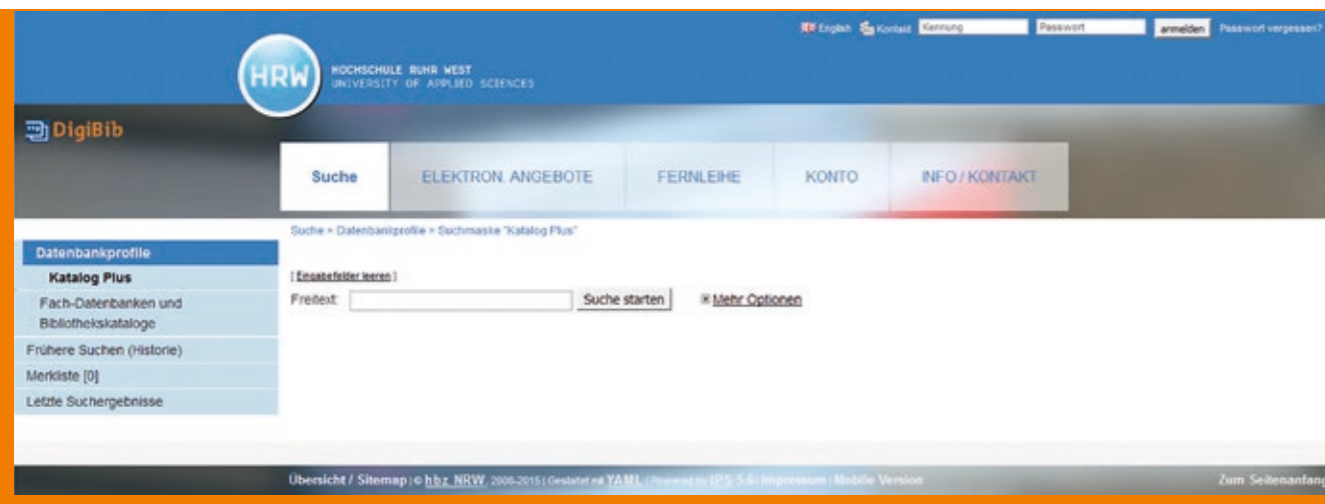 English Kontakt Kennung Passwort anmelden Passwort vergessen?
HRW HOCHSCHULE RUHR WEST
UNIVERSITY OF APPLIED SCIENCES
DigiBib
Suche ELEKTRON. ANGEBOTE FERNLEIHE KONTO INFO / KONTAKT
Suche » Datenbankprofile » Suchmaske "Katalog Plus"
Datenbankprofile
Katalog Plus
Fach-Datenbanken und
Bibliothekskataloge
Frühere Suchen (Historie)
Merkliste [0]
Letzte Suchergebnisse
[ Eingabefelder leeren ]
Freitext: Suche starten Mehr Optionen
Übersicht / Sitemap | © hbz NRW, 2008-2015 | Gestaltet mit YAML | Powered by IPS 5.6 | Impressum | Mobile Version Zum Seitenanfang